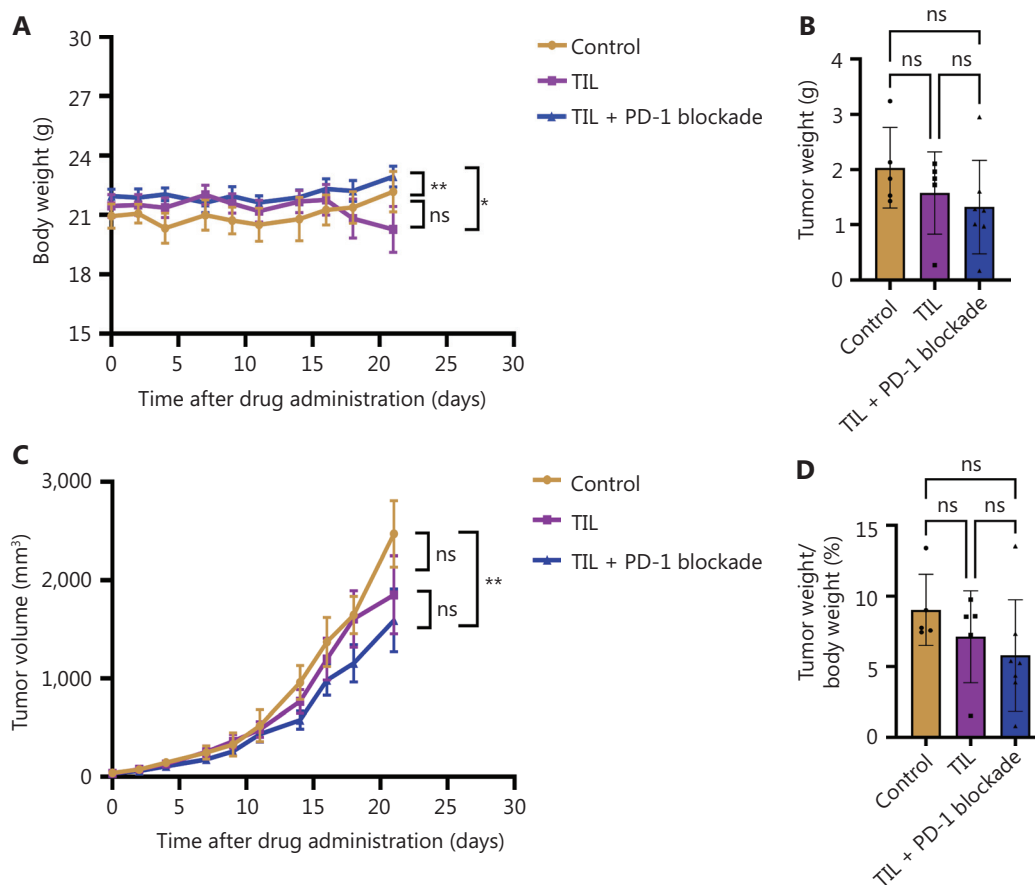 A
30
27
24
21
18
15
Body weight (g)
0 5 10 15 20 25 30
Time after drug administration (days)
Control
TIL
TIL + PD-1 blockade
**
ns
*
B
ns
ns ns
4
3
2
1
0
Tumor weight (g)
Control
TIL
TIL + PD-1 blockade
C
3,000
2,000
1,000
0
Tumor volume (mm³)
0 5 10 15 20 25 30
Time after drug administration (days)
Control
TIL
TIL + PD-1 blockade
ns
ns
**
D
ns
ns ns
15
10
5
0
Tumor weight/
body weight (%)
Control
TIL
TIL + PD-1 blockade